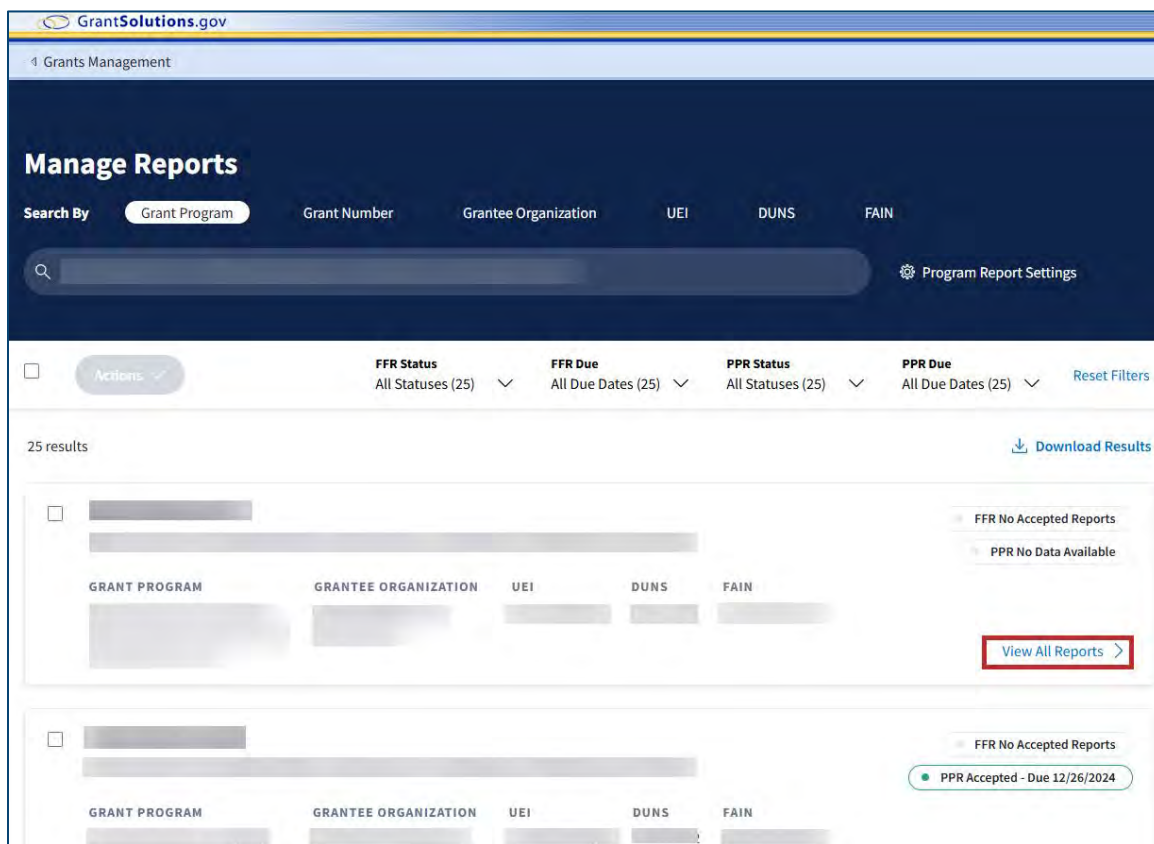 GrantSolutions.gov
Grants Management
Manage Reports
Search By Grant Program Grant Number Grantee Organization UEI DUNS FAIN
Program Report Settings
Actions FFR Status FFR Due PPR Status PPR Due
All Statuses (25) All Due Dates (25) All Statuses (25) All Due Dates (25) Reset Filters
25 results Download Results
FFR No Accepted Reports
PPR No Data Available
GRANT PROGRAM GRANTEE ORGANIZATION UEI DUNS FAIN
View All Reports
FFR No Accepted Reports
PPR Accepted - Due 12/26/2024
GRANT PROGRAM GRANTEE ORGANIZATION UEI DUNS FAIN